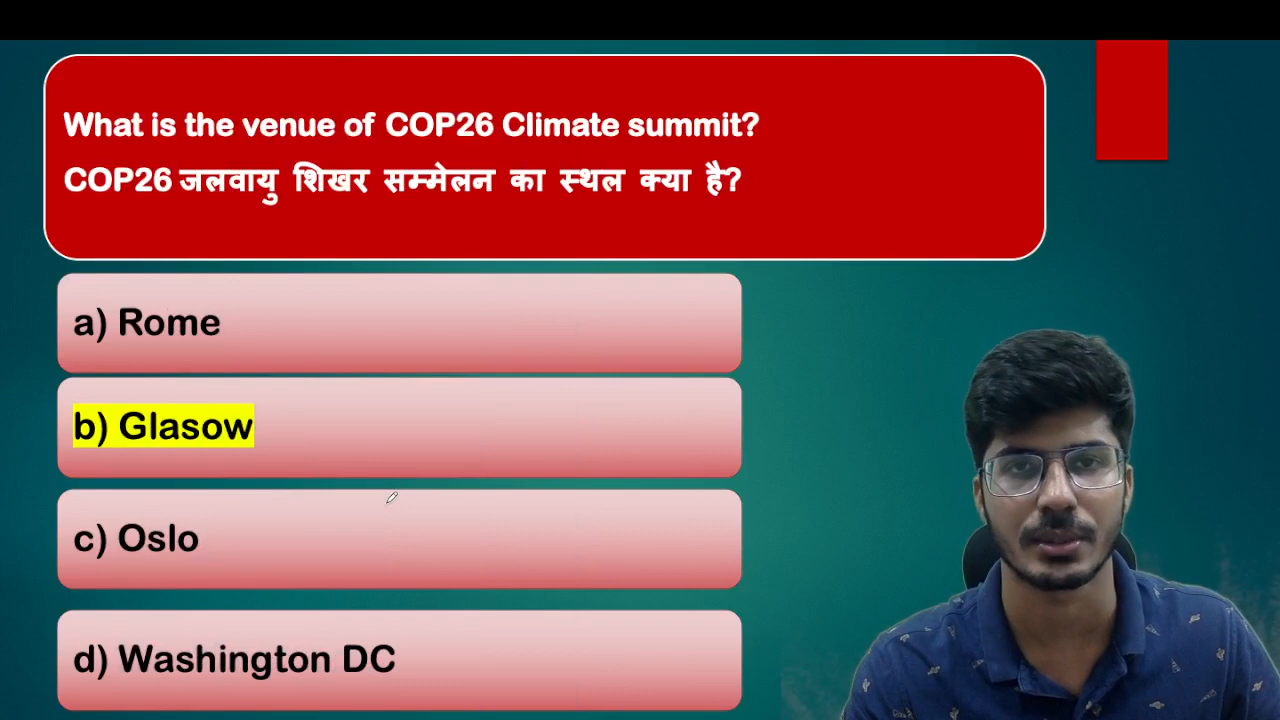 What is the venue of COP26 Climate summit?
COP26 जलवायु शिखर सम्मेलन का स्थल क्या है?
a) Rome
b) Glasow
c) Oslo
d) Washington DC